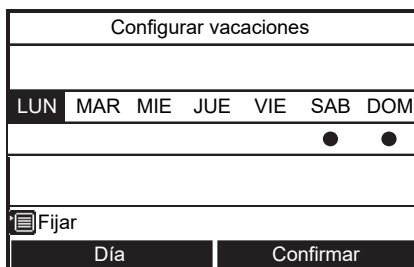 Configurar vacaciones
LUN MAR MIE JUE VIE SAB DOM
Fijar
Día Confirmar